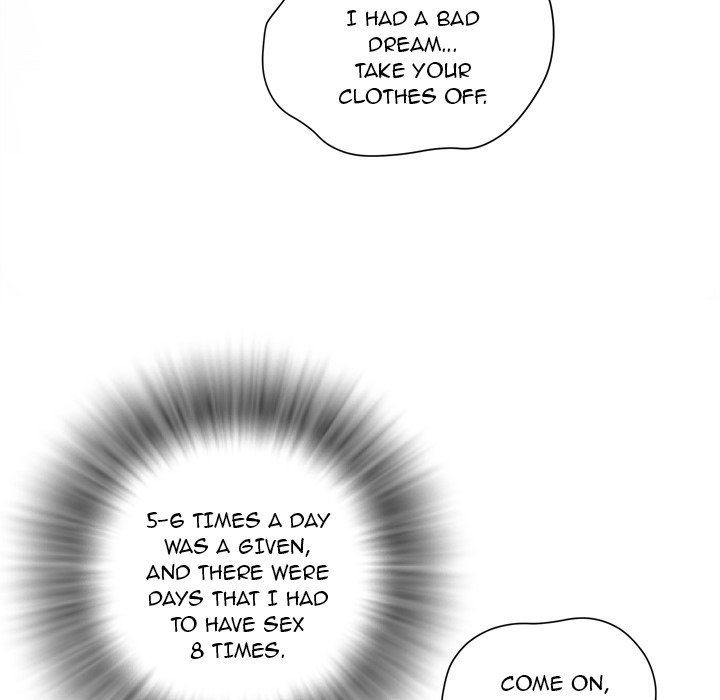 I HAD A BAD
DREAM...
TAKE YOUR
CLOTHES OFF.
5-6 TIMES A DAY
WAS A GIVEN,
AND THERE WERE
DAYS THAT I HAD
TO HAVE SEX
8 TIMES.
COME ON,